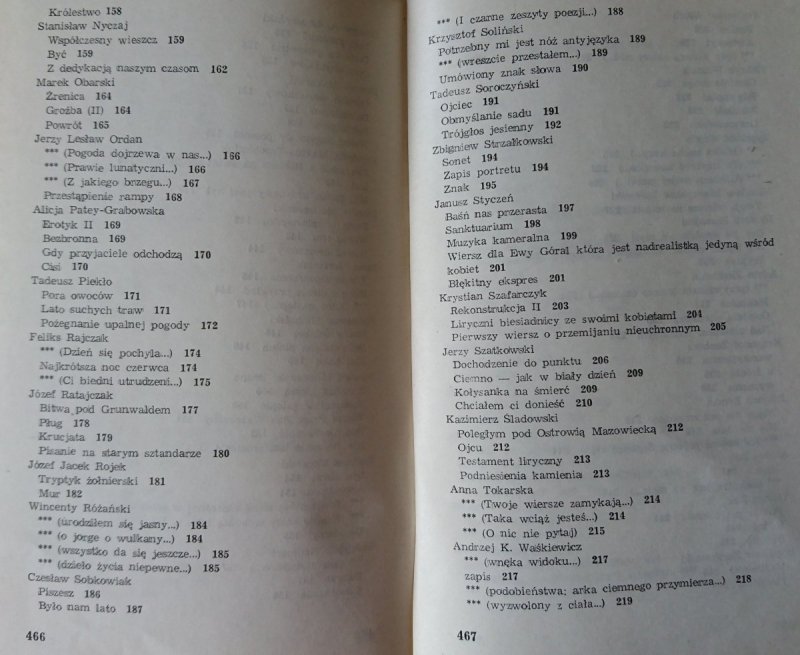 Królestwo 158
Stanisław Nyczaj
Współczesny wieszcz 159
Być 159
Z dedykacją naszym czasom 162
Marek Obarski
Źrenica 164
Groźba (II) 164
Powrót 165
Jerzy Lesław Ordan
*** (Pogoda dojrzewa w nas...) 166
*** (Prawie lunatyczni...) 166
*** (Z jakiego brzegu...) 167
Przestąpienie rampy 168
Alicja Patey-Grabowska
Erotyk II 169
Bezbronna 169
Gdy przyjaciele odchodzą 170
Cisi 170
Tadeusz Piekło
Pora owoców 171
Lato suchych traw 171
Pożegnanie upalnej pogody 172
Feliks Rajczak
*** (Dzień się pochyla...) 174
Najkrótsza noc czerwca 174
*** (Ci biedni utrudzeni...) 175
Józef Ratajczak
Bitwa pod Grunwaldem 177
Pług 178
Krucjata 179
Pisanie na starym sztandarze 180
Józef Jacek Rojek
Tryptyk żołnierski 181
Mur 182
Wincenty Różański
*** (urodziłem się jasny...) 184
*** (o jorge o wulkany...) 184
*** (wszystko da się jeszcze...) 185
*** (dzieło życia niepewne...) 185
Czesław Sobkowiak
Piszesz 186
Było nam lato 187
466
*** (I czarne zeszyty poezji...) 188
Krzysztof Soliński
Potrzebny mi jest nóż antyjęzyka 189
*** (wreszcie przestałem...) 189
Umówiony znak słowa 190
Tadeusz Soroczyński
Ojciec 191
Obmyślanie sadu 191
Trójgłos jesienny 192
Zbigniew Strzałkowski
Sonet 194
Zapis portretu 194
Znak 195
Janusz Styczeń
Baśń nas przerasta 197
Sanktuarium 198
Muzyka kameralna 199
Wiersz dla Ewy Góral która jest nadrealistką jedyną wśród
kobiet 201
Błękitny ekspres 201
Krystian Szafarczyk
Rekonstrukcja II 203
Liryczni biesiadnicy ze swoimi kobietami 204
Pierwszy wiersz o przemijaniu nieuchronnym 205
Jerzy Szatkowski
Dochodzenie do punktu 206
Ciemno — jak w biały dzień 209
Kołysanka na śmierć 209
Chciałem ci donieść 210
Kazimierz Śladowski
Poległym pod Ostrowią Mazowiecką 212
Ojcu 212
Testament liryczny 213
Podniesienia kamienia 213
Anna Tokarska
*** (Twoje wiersze zamykają...) 214
*** (Taka wciąż jesteś...) 214
*** (O nic nie pytaj) 215
Andrzej K. Waśkiewicz
*** (wnęka widoku...) 217
zapis 217
*** (podobieństwa: arka ciemnego przymierza...) 218
*** (wyzwolony z ciała...) 219
467